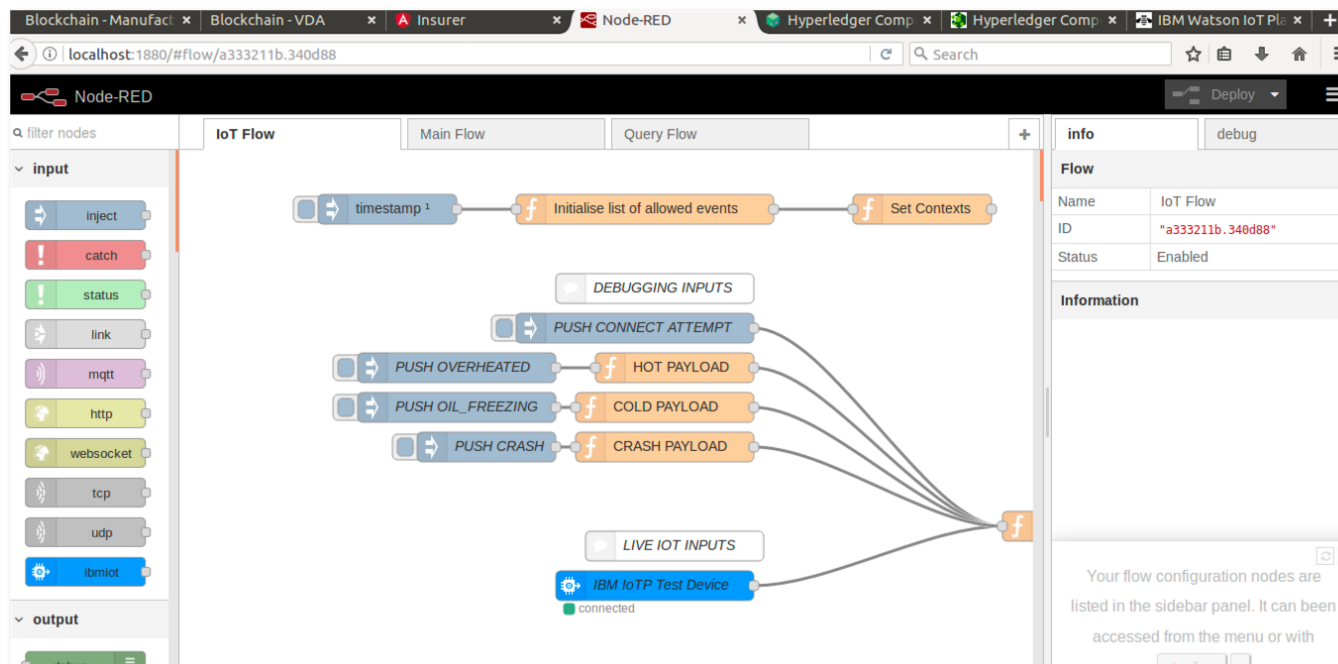 Blockchain - Manufact × Blockchain - VDA × Insurer × Node-RED × Hyperledger Comp × Hyperledger Comp × IBM Watson IoT Pla × +
localhost:1880/#flow/a333211b.340d88 Search
Node-RED Deploy
filter nodes IoT Flow Main Flow Query Flow + info debug
input
inject
catch
status
link
mqtt
http
websocket
tcp
udp
ibmiot
output
timestamp ¹ Initialise list of allowed events Set Contexts
DEBUGGING INPUTS
PUSH CONNECT ATTEMPT
PUSH OVERHEATED HOT PAYLOAD
PUSH OIL_FREEZING COLD PAYLOAD
PUSH CRASH CRASH PAYLOAD
LIVE IOT INPUTS
IBM IoTP Test Device
connected
Flow
Name IoT Flow
ID "a333211b.340d88"
Status Enabled
Information
Your flow configuration nodes are
listed in the sidebar panel. It can been
accessed from the menu or with